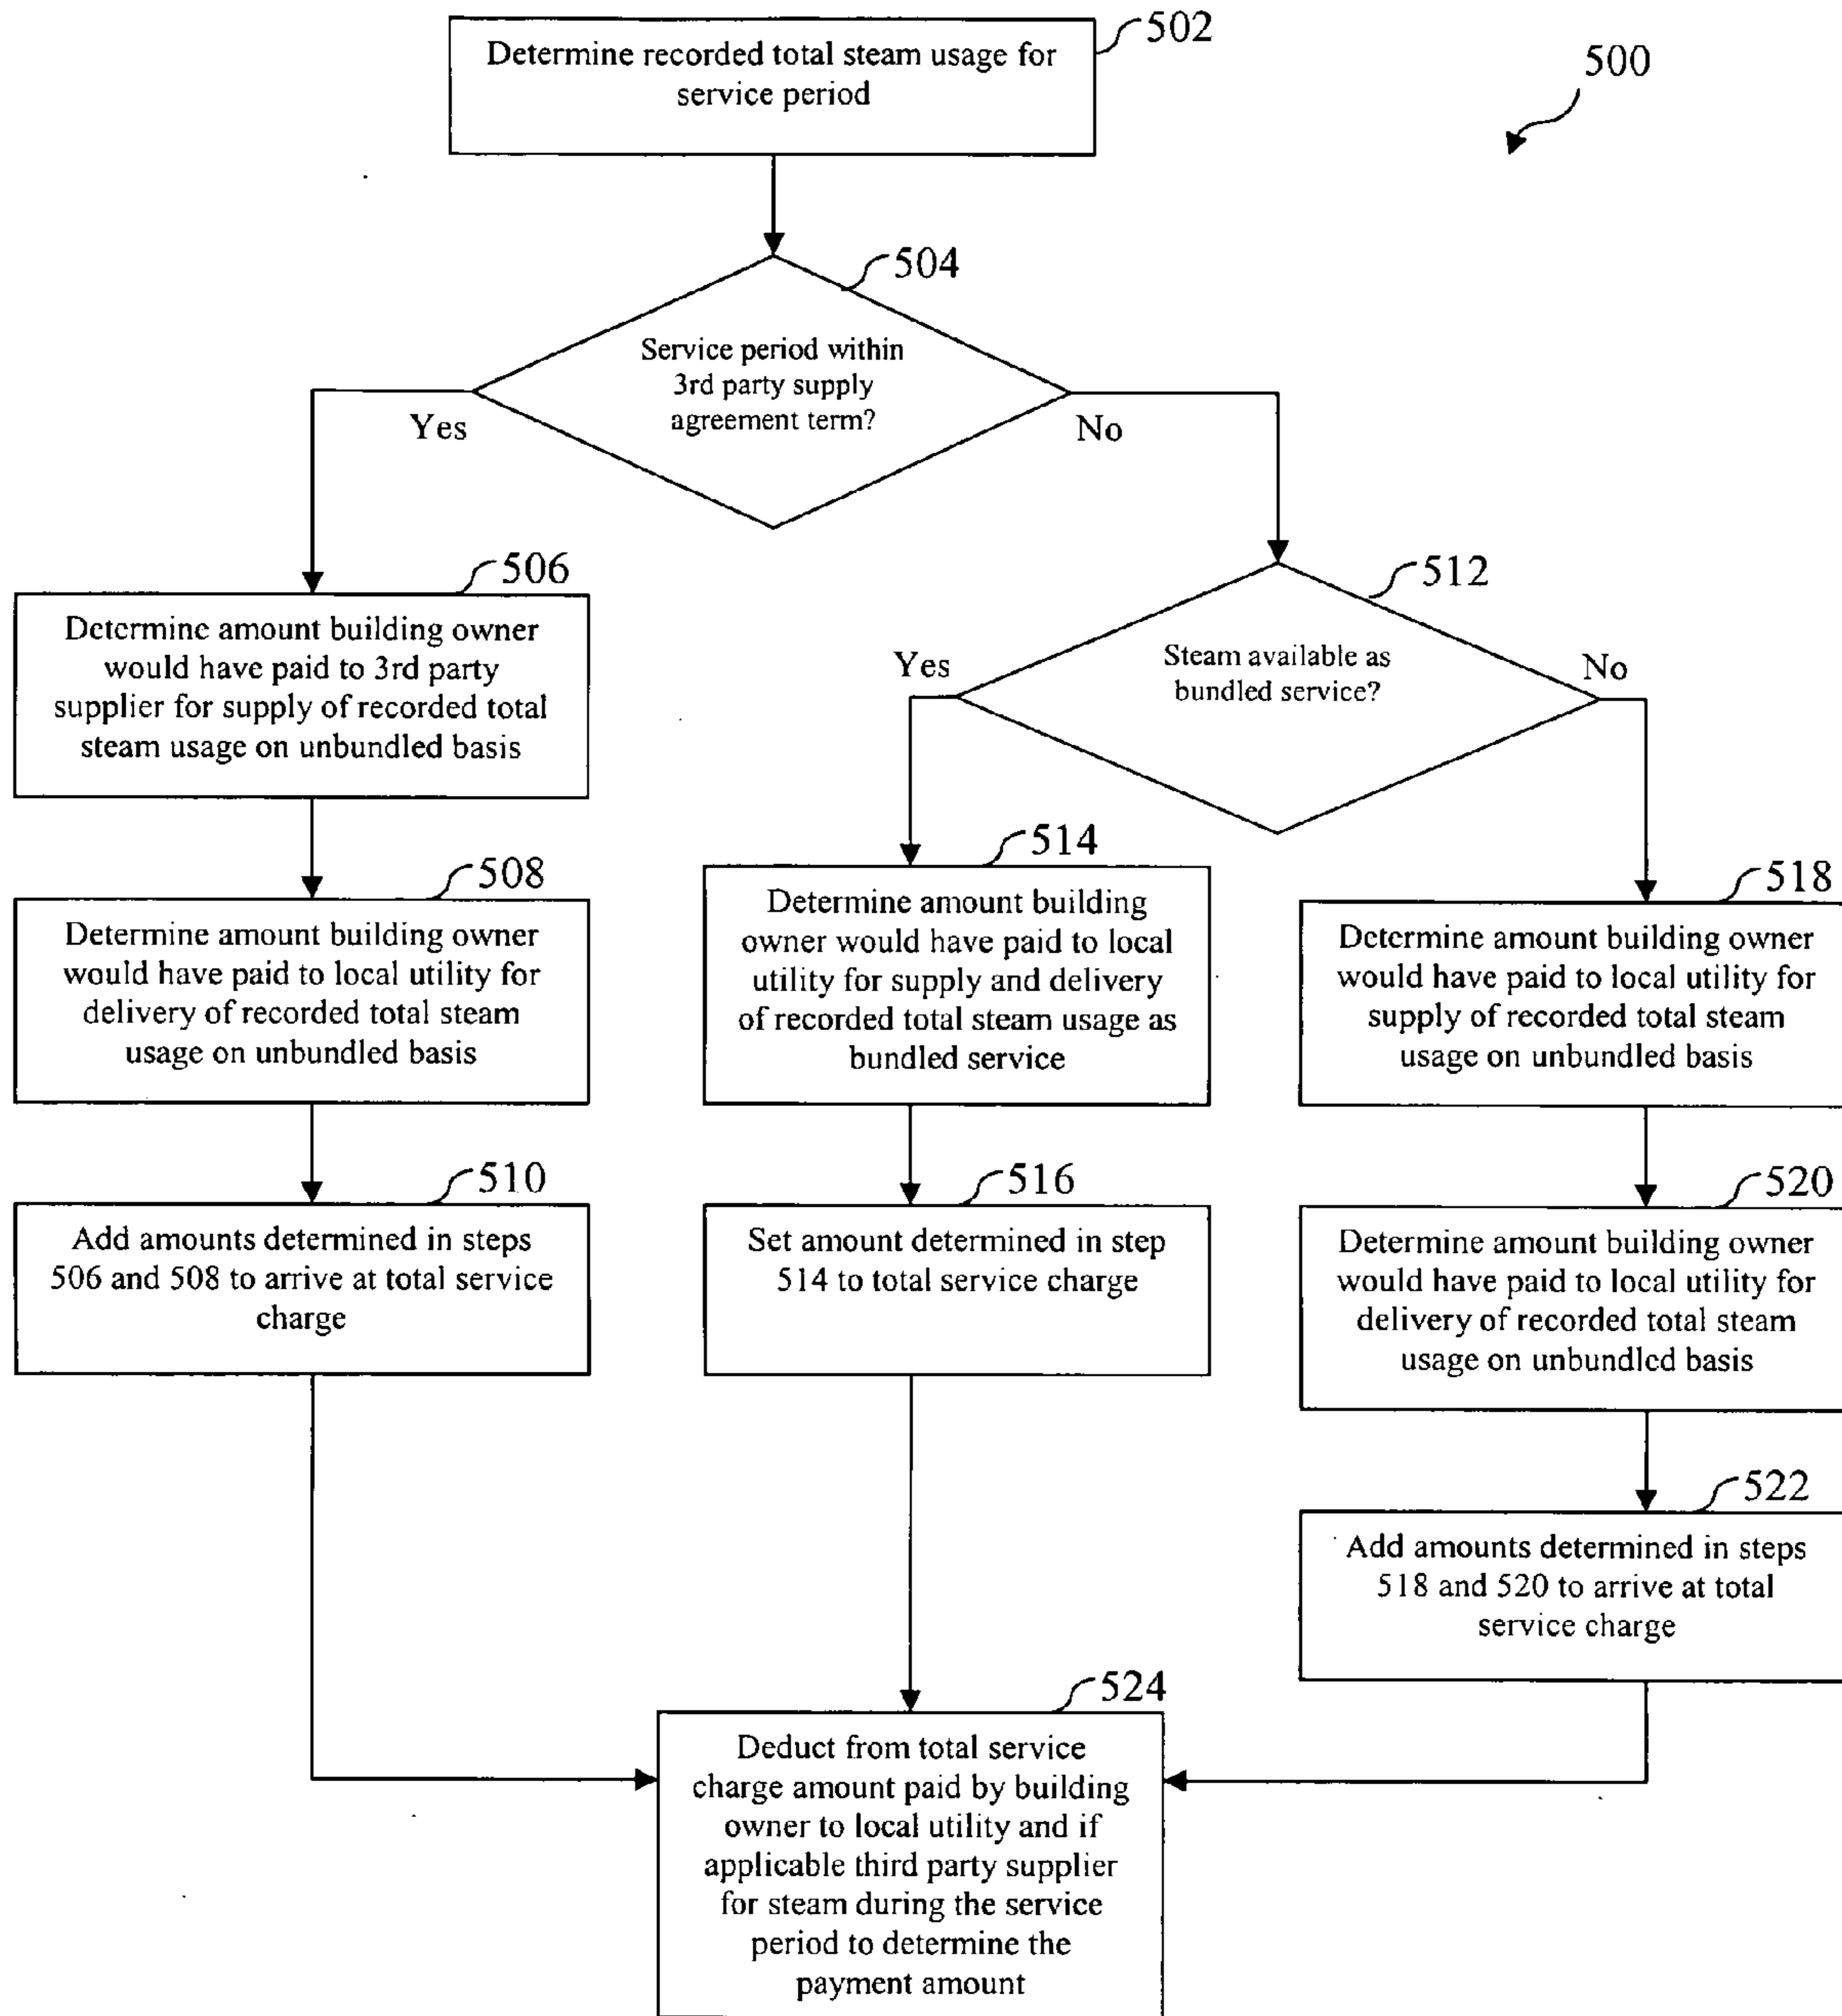 502
Determine recorded total steam usage for
service period
500
504
Service period within
3rd party supply
agreement term?
Yes
No
506
Determine amount building owner
would have paid to 3rd party
supplier for supply of recorded total
steam usage on unbundled basis
512
Steam available as
bundled service?
Yes
No
508
Determine amount building owner
would have paid to local utility for
delivery of recorded total steam
usage on unbundled basis
514
Determine amount building
owner would have paid to local
utility for supply and delivery
of recorded total steam usage as
bundled service
518
Determine amount building owner
would have paid to local utility for
supply of recorded total steam
usage on unbundled basis
510
Add amounts determined in steps
506 and 508 to arrive at total service
charge
516
Set amount determined in step
514 to total service charge
520
Determine amount building owner
would have paid to local utility for
delivery of recorded total steam
usage on unbundled basis
522
Add amounts determined in steps
518 and 520 to arrive at total
service charge
524
Deduct from total service
charge amount paid by building
owner to local utility and if
applicable third party supplier
for steam during the service
period to determine the
payment amount